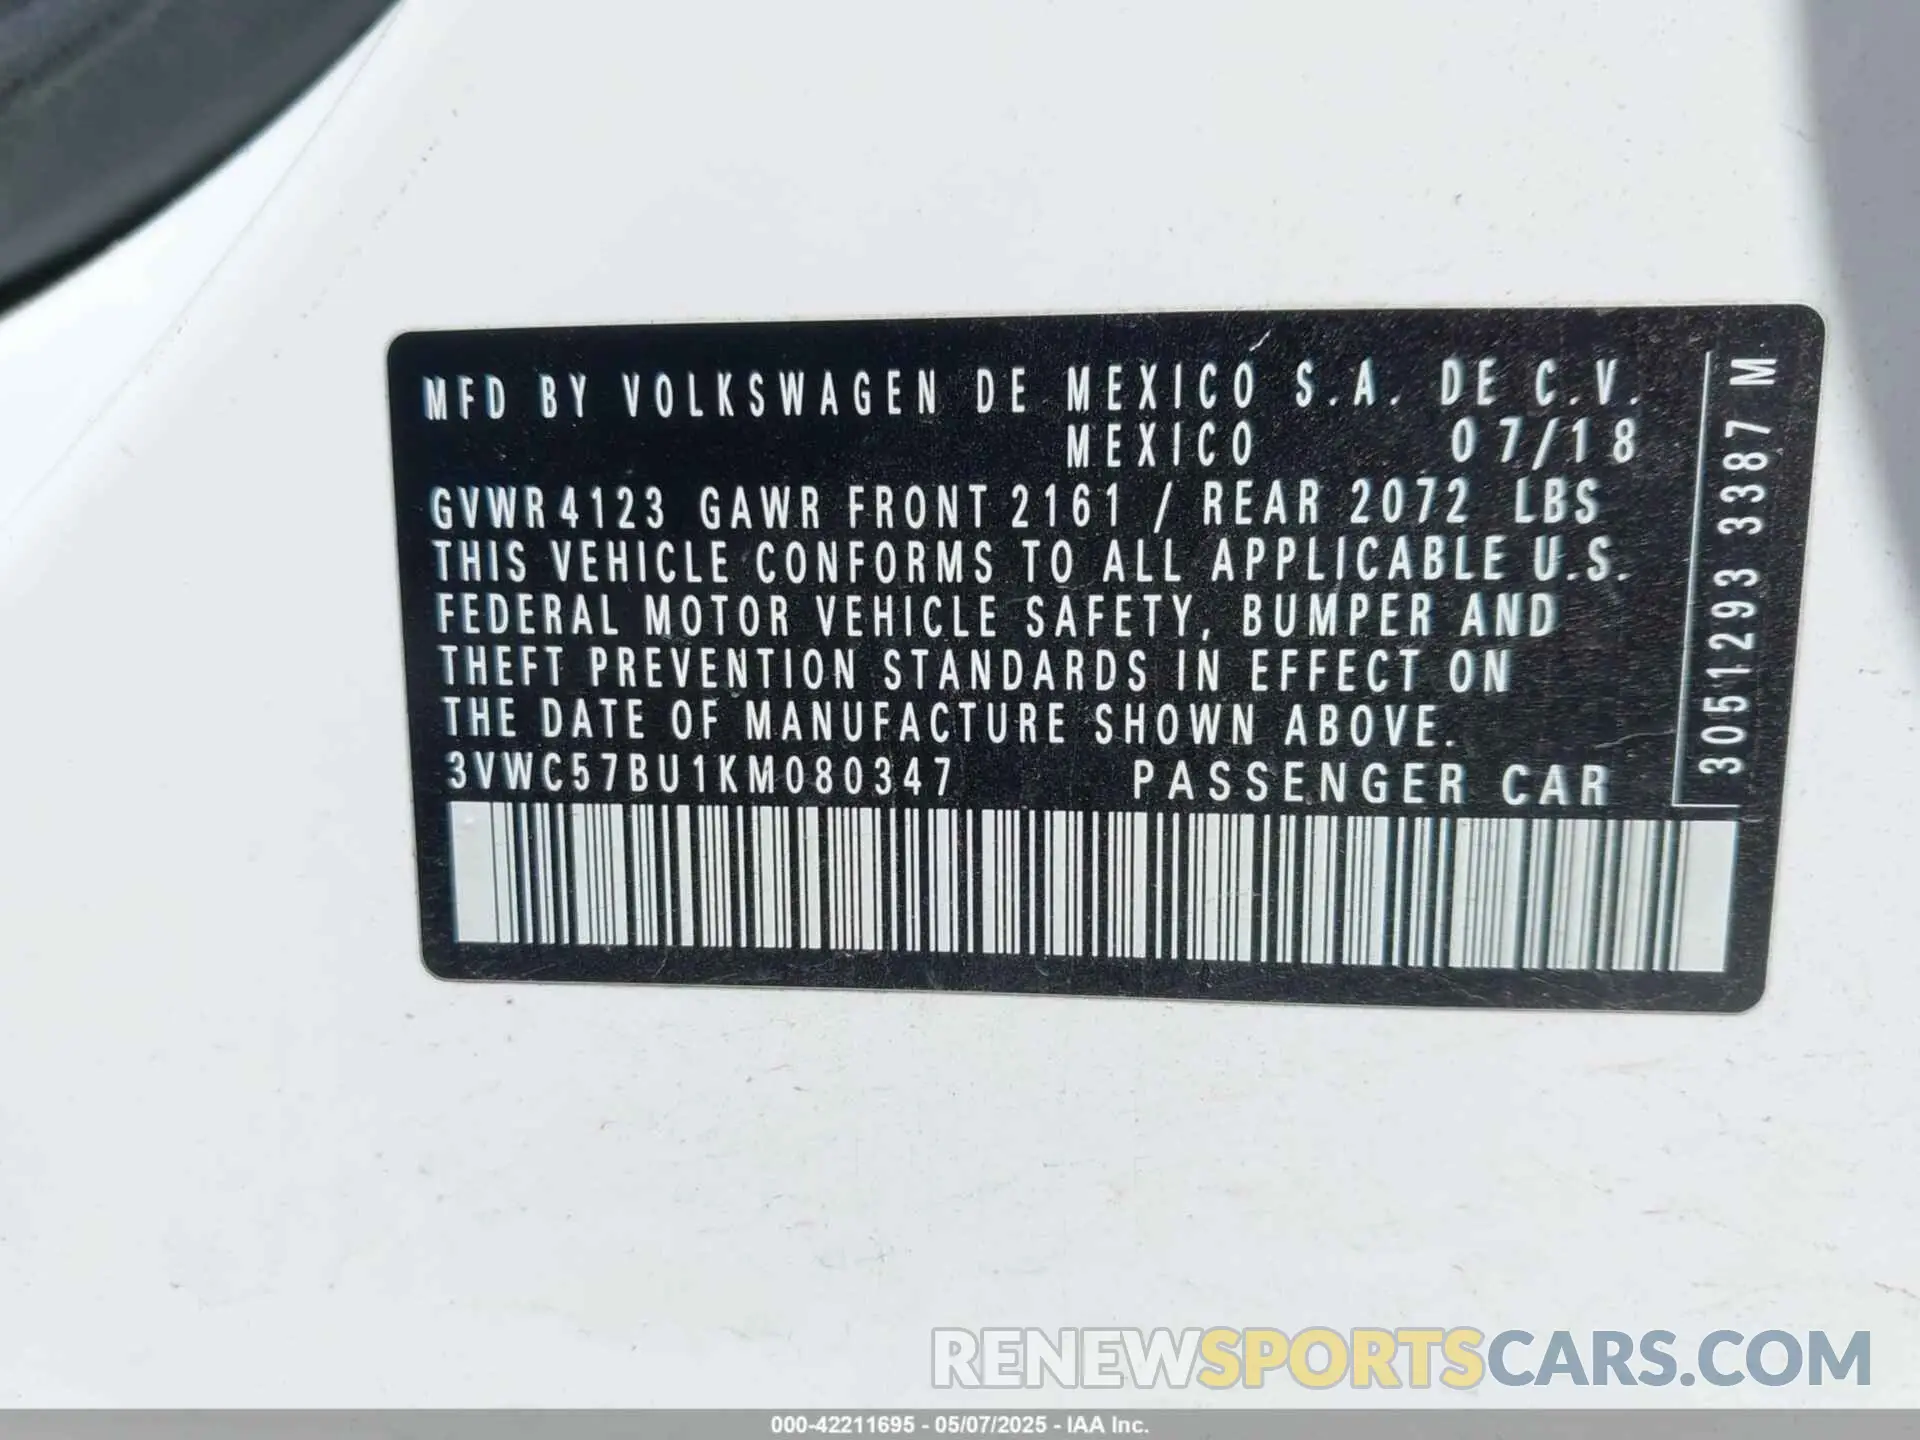 MFD BY VOLKSWAGEN DE MEXICO S.A. DE C.V.
MEXICO 07/18
GVWR 4123 GAWR FRONT 2161 / REAR 2072 LBS
THIS VEHICLE CONFORMS TO ALL APPLICABLE U.S.
FEDERAL MOTOR VEHICLE SAFETY, BUMPER AND
THEFT PREVENTION STANDARDS IN EFFECT ON
THE DATE OF MANUFACTURE SHOWN ABOVE.
3VWC57BU1KM080347 PASSENGER CAR
3051293 3387 M
RENEWSPORTSCARS.COM
000-42211695 - 05/07/2025 - IAA Inc.